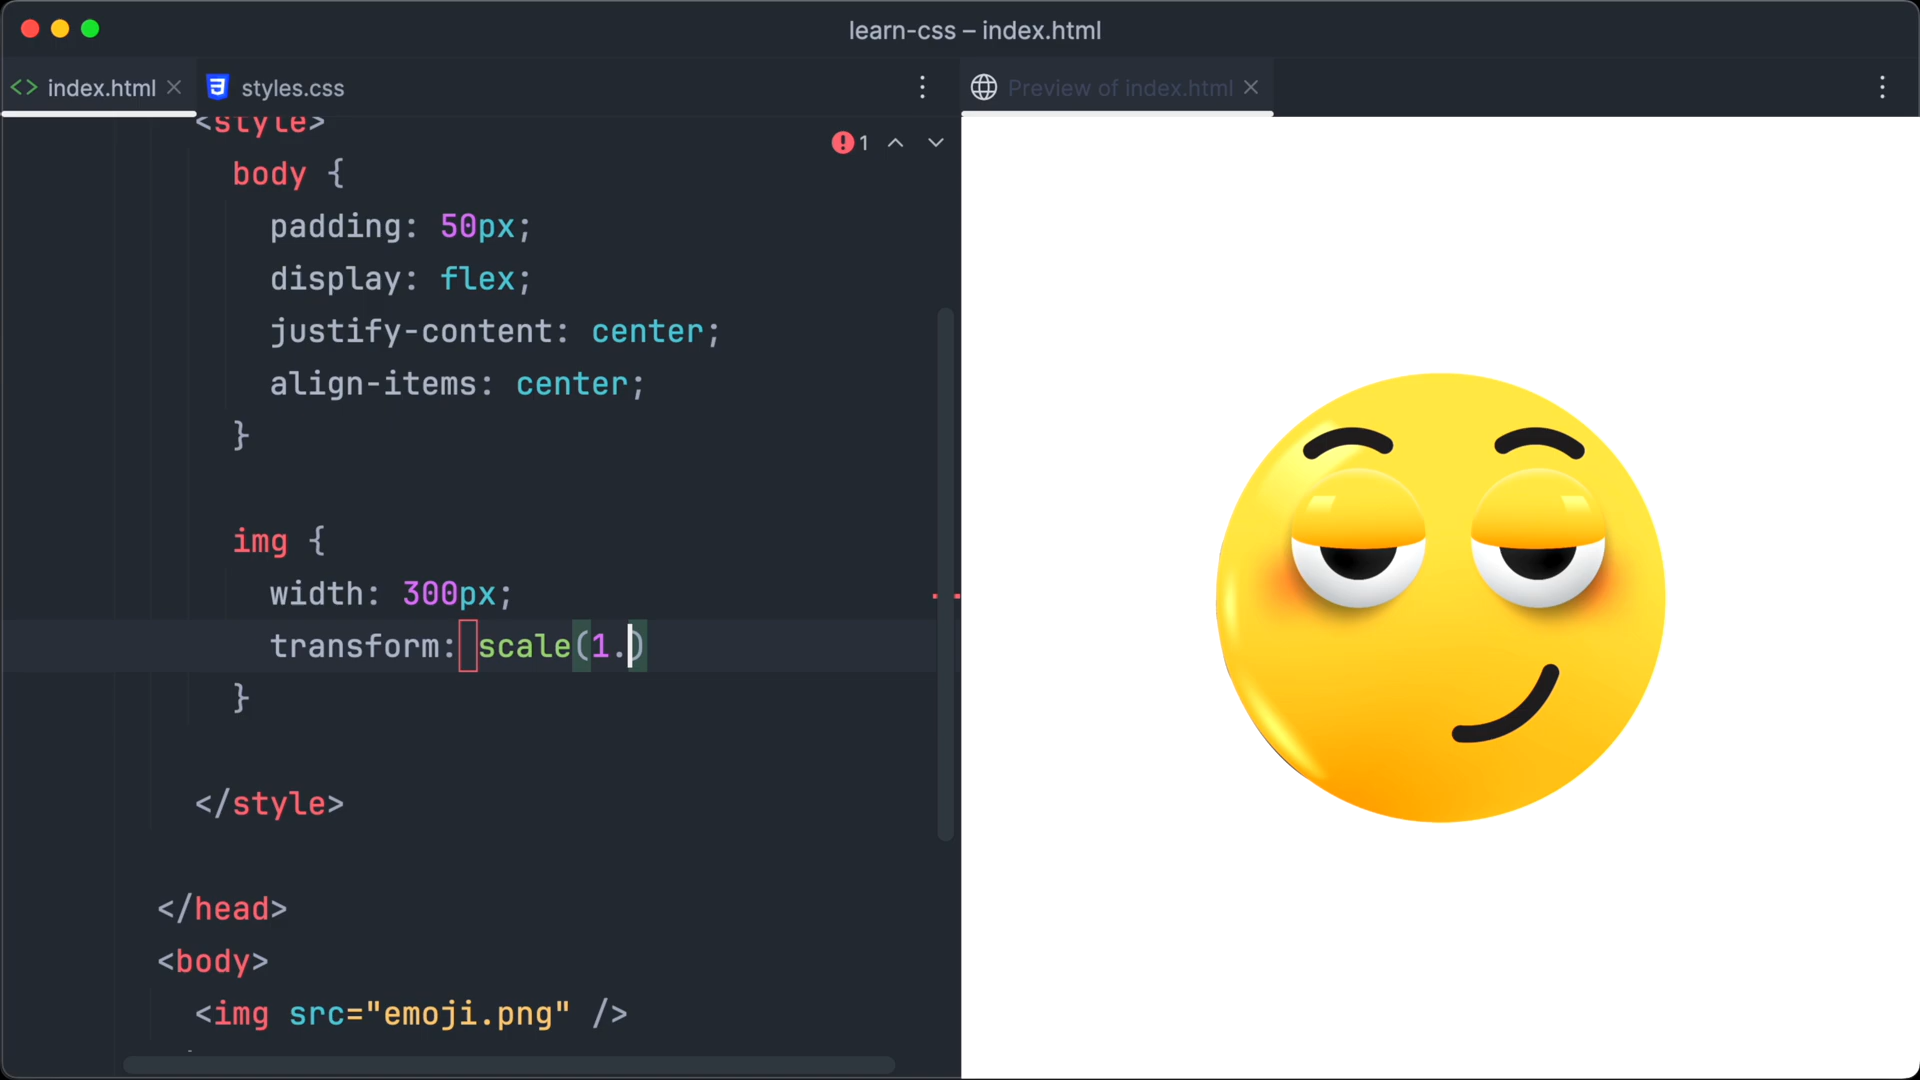 learn-css – index.html
index.html
styles.css
Preview of index.html
<style>
1
body {
padding: 50px;
display: flex;
justify-content: center;
align-items: center;
}
img {
width: 300px;
transform: scale(1.)
}
</style>
</head>
<body>
<img src="emoji.png" />